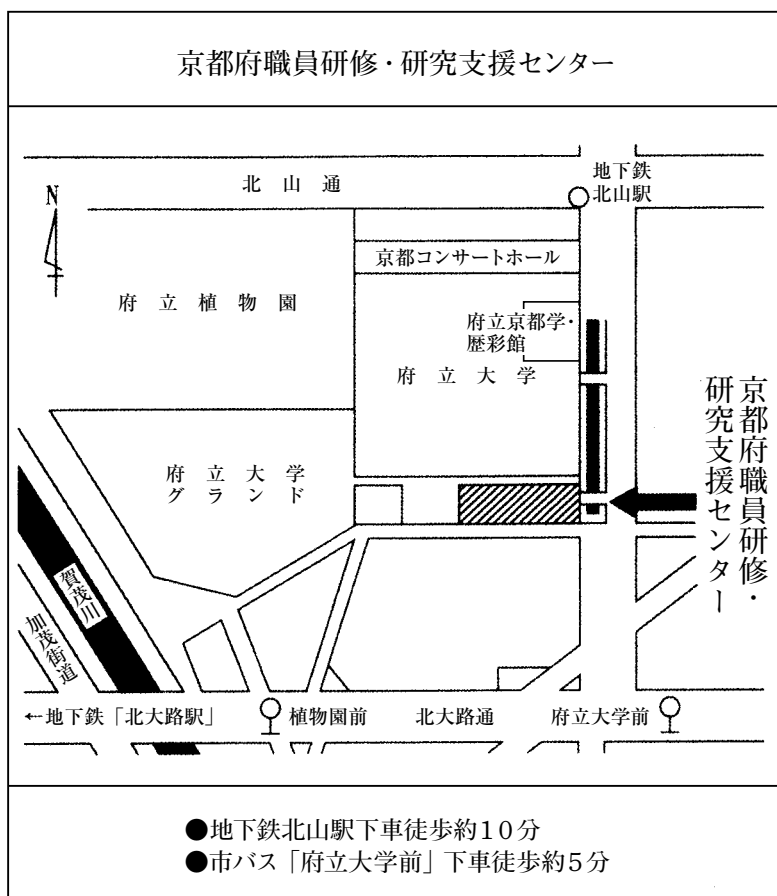 京都府職員研修・研究支援センター
北山通
地下鉄
北山駅
N
京都コンサートホール
府立植物園
府立京都学・
歴彩館
府立大学
京都府職員研修・
研究支援センター
府立大学
グランド
賀茂川
加茂街道
←地下鉄「北大路駅」
植物園前
北大路通
府立大学前
●地下鉄北山駅下車徒歩約10分
●市バス「府立大学前」下車徒歩約5分